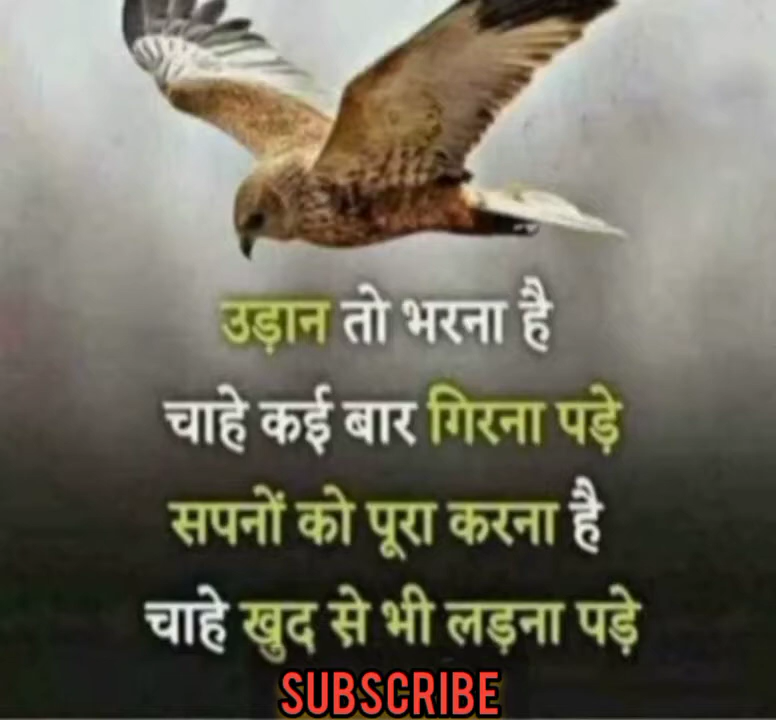 उड़ान तो भरना है
चाहे कई बार गिरना पड़े
सपनों को पूरा करना है
चाहे खुद से भी लड़ना पड़े
SUBSCRIBE